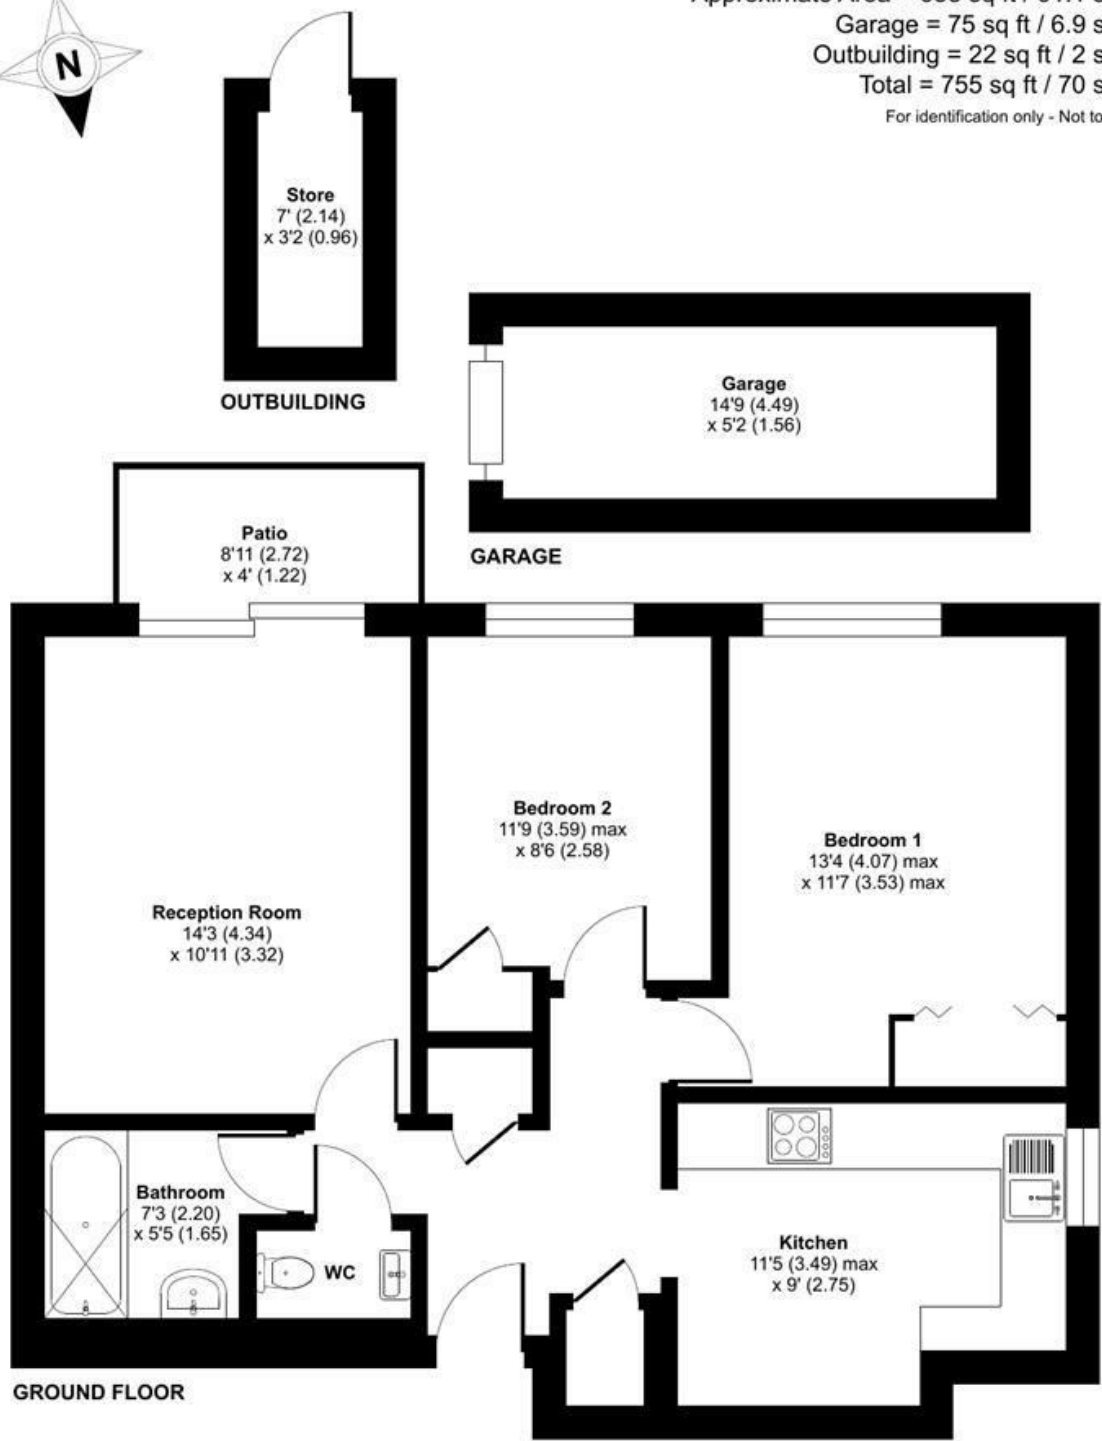 Garage = 75 sq ft / 6.9 s
Outbuilding = 22 sq ft / 2 s
Total = 755 sq ft / 70 s
For identification only - Not to
N
Store
7' (2.14)
x 3'2 (0.96)
OUTBUILDING
Garage
14'9 (4.49)
x 5'2 (1.56)
GARAGE
Patio
8'11 (2.72)
x 4' (1.22)
Bedroom 2
11'9 (3.59) max
x 8'6 (2.58)
Bedroom 1
13'4 (4.07) max
x 11'7 (3.53) max
Reception Room
14'3 (4.34)
x 10'11 (3.32)
Bathroom
7'3 (2.20)
x 5'5 (1.65)
WC
Kitchen
11'5 (3.49) max
x 9' (2.75)
GROUND FLOOR